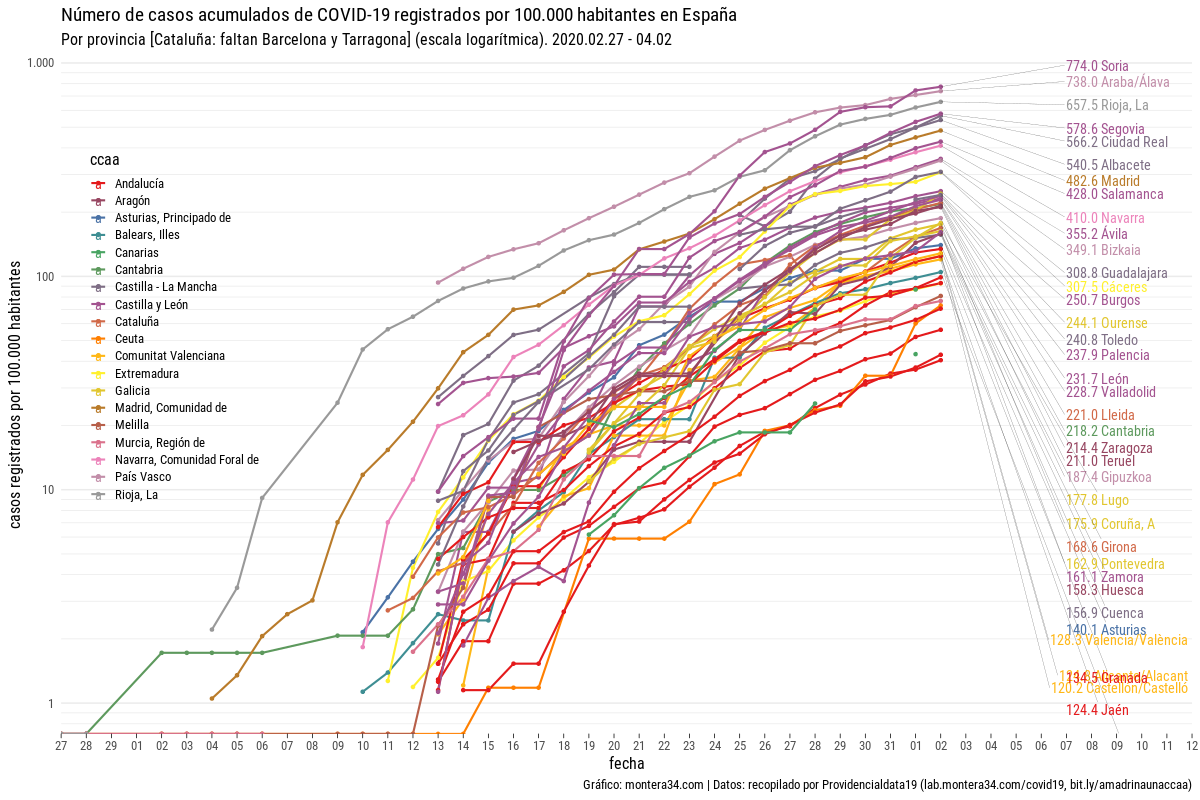 Número de casos acumulados de COVID-19 registrados por 100.000 habitantes en España
Por provincia [Cataluña: faltan Barcelona y Tarragona] (escala logarítmica). 2020.02.27 - 04.02
casos registrados por 100.000 habitantes
1.000
100
10
1
ccaa
Andalucía
Aragón
Asturias, Principado de
Balears, Illes
Canarias
Cantabria
Castilla - La Mancha
Castilla y León
Cataluña
Ceuta
Comunitat Valenciana
Extremadura
Galicia
Madrid, Comunidad de
Melilla
Murcia, Región de
Navarra, Comunidad Foral de
País Vasco
Rioja, La
774.0 Soria
738.0 Araba/Álava
657.5 Rioja, La
578.6 Segovia
566.2 Ciudad Real
540.5 Albacete
482.6 Madrid
428.0 Salamanca
410.0 Navarra
355.2 Ávila
349.1 Bizkaia
308.8 Guadalajara
307.5 Cáceres
250.7 Burgos
244.1 Ourense
240.8 Toledo
237.9 Palencia
231.7 León
228.7 Valladolid
221.0 Lleida
218.2 Cantabria
214.4 Zaragoza
211.0 Teruel
187.4 Gipuzkoa
177.8 Lugo
175.9 Coruña, A
168.6 Girona
162.9 Pontevedra
161.1 Zamora
158.3 Huesca
156.9 Cuenca
140.1 Asturias
128.3 Valencia/València
Alicante/Alacant
134.5 Granada
120.2 Castellón/Castelló
124.4 Jaén
27 28 29 01 02 03 04 05 06 07 08 09 10 11 12 13 14 15 16 17 18 19 20 21 22 23 24 25 26 27 28 29 30 31 01 02 03 04 05 06 07 08 09 10 11 12
fecha
Gráfico: montera34.com | Datos: recopilado por Providencialdata19 (lab.montera34.com/covid19, bit.ly/amadrinaunaccaa)